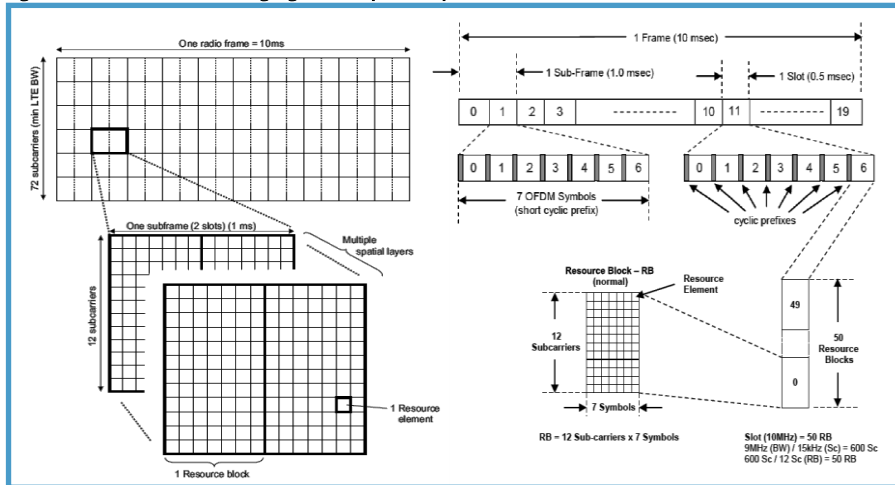 One radio frame = 10ms
72 subcarriers (min LTE BW)
One subframe (2 slots) (1 ms)
Multiple
spatial layers
12 subcarriers
1 Resource
element
1 Resource block
1 Frame (10 msec)
1 Sub-Frame (1.0 msec)
1 Slot (0.5 msec)
0 1 2 3 10 11 19
0 1 2 3 4 5 6
0 1 2 3 4 5 6
7 OFDM Symbols
(short cyclic prefix)
cyclic prefixes
Resource Block – RB
(normal)
Resource
Element
12
Subcarriers
7 Symbols
RB = 12 Sub-carriers x 7 Symbols
49
0
50
Resource
Blocks
Slot (10MHz) = 50 RB
9MHz (BW) / 15kHz (Sc) = 600 Sc
600 Sc / 12 Sc (RB) = 50 RB